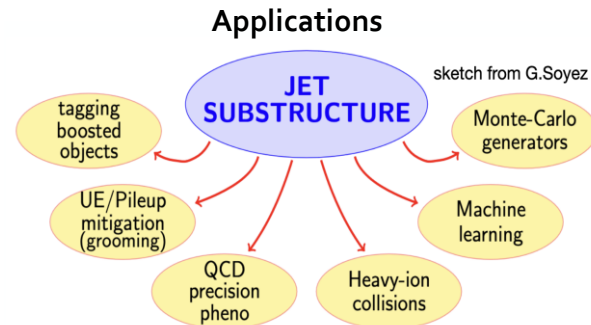 Applications
JET
SUBSTRUCTURE
sketch from G.Soyez
tagging
boosted
objects
UE/Pileup
mitigation
(grooming)
QCD
precision
pheno
Heavy-ion
collisions
Machine
learning
Monte-Carlo
generators